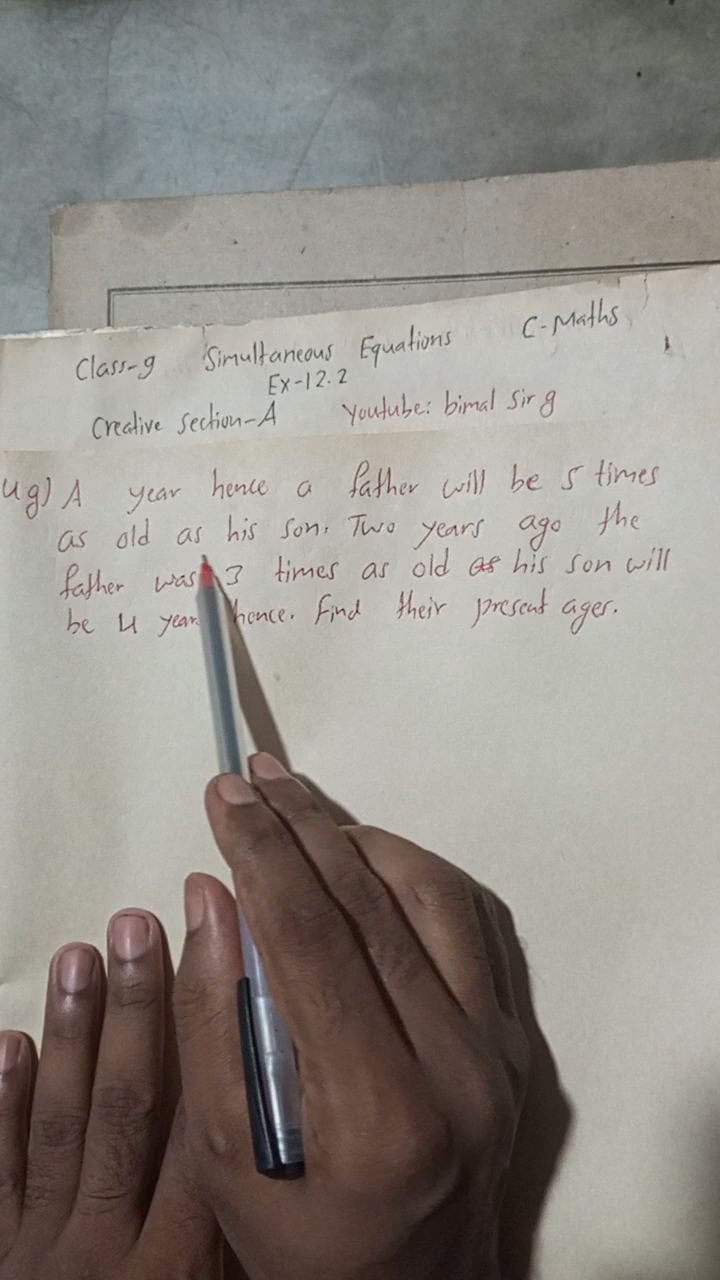 Class-9 Simultaneous Equations C-Maths
Ex-12.2
Creative section-A Youtube: bimal Sir 9
4g) A year hence a father will be 5 times
as old as his son. Two years ago the
father was 3 times as old as his son will
be 4 year hence. Find their present ages.